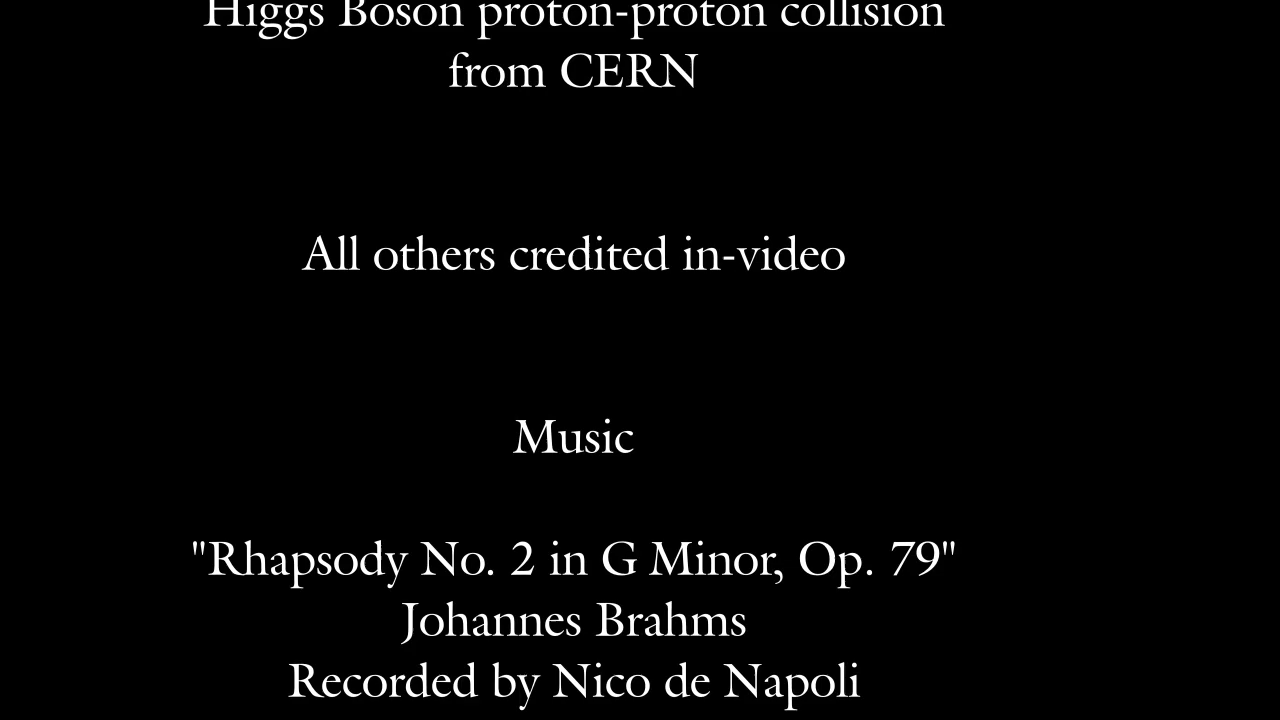 Higgs Boson proton-proton collision
from CERN
All others credited in-video
Music
"Rhapsody No. 2 in G Minor, Op. 79"
Johannes Brahms
Recorded by Nico de Napoli